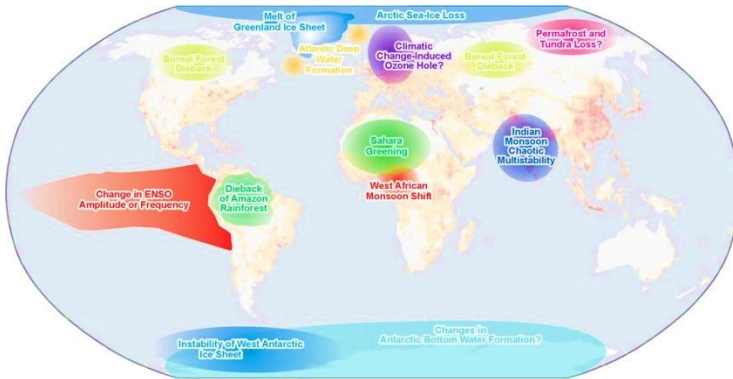 Melt of
Greenland Ice Sheet
Arctic Sea-Ice Loss
Atlantic Deep
Water
Formation
Climatic
Change-Induced
Ozone Hole?
Permafrost and
Tundra Loss?
Boreal Forest
Dieback
Boreal Forest
Dieback
Sahara
Greening
Indian
Monsoon
Chaotic
Multistability
West African
Monsoon Shift
Change in ENSO
Amplitude or Frequency
Dieback
of Amazon
Rainforest
Instability of West Antarctic
Ice Sheet
Changes in
Antarctic Bottom Water Formation?